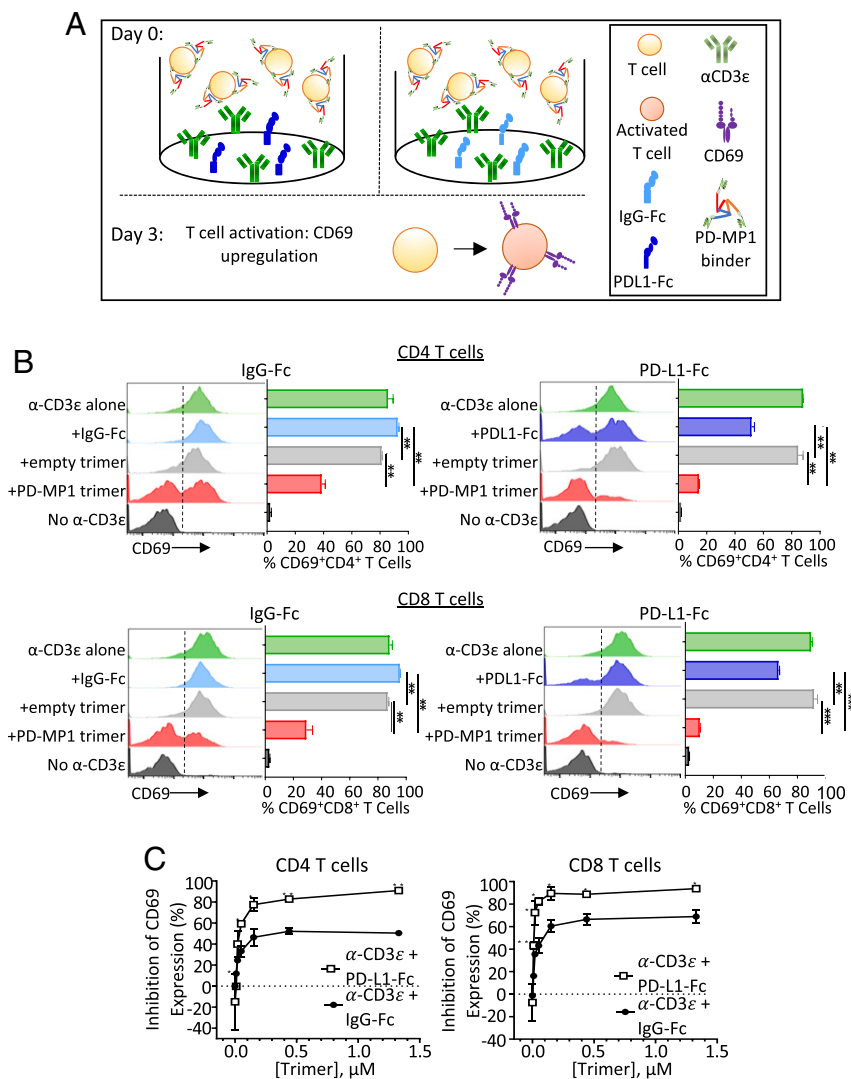 A
Day 0:
T cell
αCD3ε
Activated
T cell
CD69
IgG-Fc
PD-MP1
binder
PDL1-Fc
Day 3:
T cell activation: CD69
upregulation
B
CD4 T cells
IgG-Fc
α-CD3ε alone
+IgG-Fc
+empty trimer
+PD-MP1 trimer
No α-CD3ε
CD69
0 20 40 60 80 100
% CD69⁺CD4⁺ T Cells
** ** **
PD-L1-Fc
α-CD3ε alone
+PDL1-Fc
+empty trimer
+PD-MP1 trimer
No α-CD3ε
CD69
0 20 40 60 80 100
% CD69⁺CD4⁺ T Cells
** ** **
CD8 T cells
IgG-Fc
α-CD3ε alone
+IgG-Fc
+empty trimer
+PD-MP1 trimer
No α-CD3ε
CD69
0 20 40 60 80 100
% CD69⁺CD8⁺ T Cells
** ** **
PD-L1-Fc
α-CD3ε alone
+PDL1-Fc
+empty trimer
+PD-MP1 trimer
No α-CD3ε
CD69
0 20 40 60 80 100
% CD69⁺CD8⁺ T Cells
*** **
C
CD4 T cells
Inhibition of CD69
Expression (%)
100
80
60
40
20
0
-20
-40
α-CD3ε +
PD-L1-Fc
α-CD3ε +
IgG-Fc
0.0 0.5 1.0 1.5
[Trimer], μM
CD8 T cells
Inhibition of CD69
Expression (%)
100
80
60
40
20
0
-20
-40
α-CD3ε +
PD-L1-Fc
α-CD3ε +
IgG-Fc
0.0 0.5 1.0 1.5
[Trimer], μM